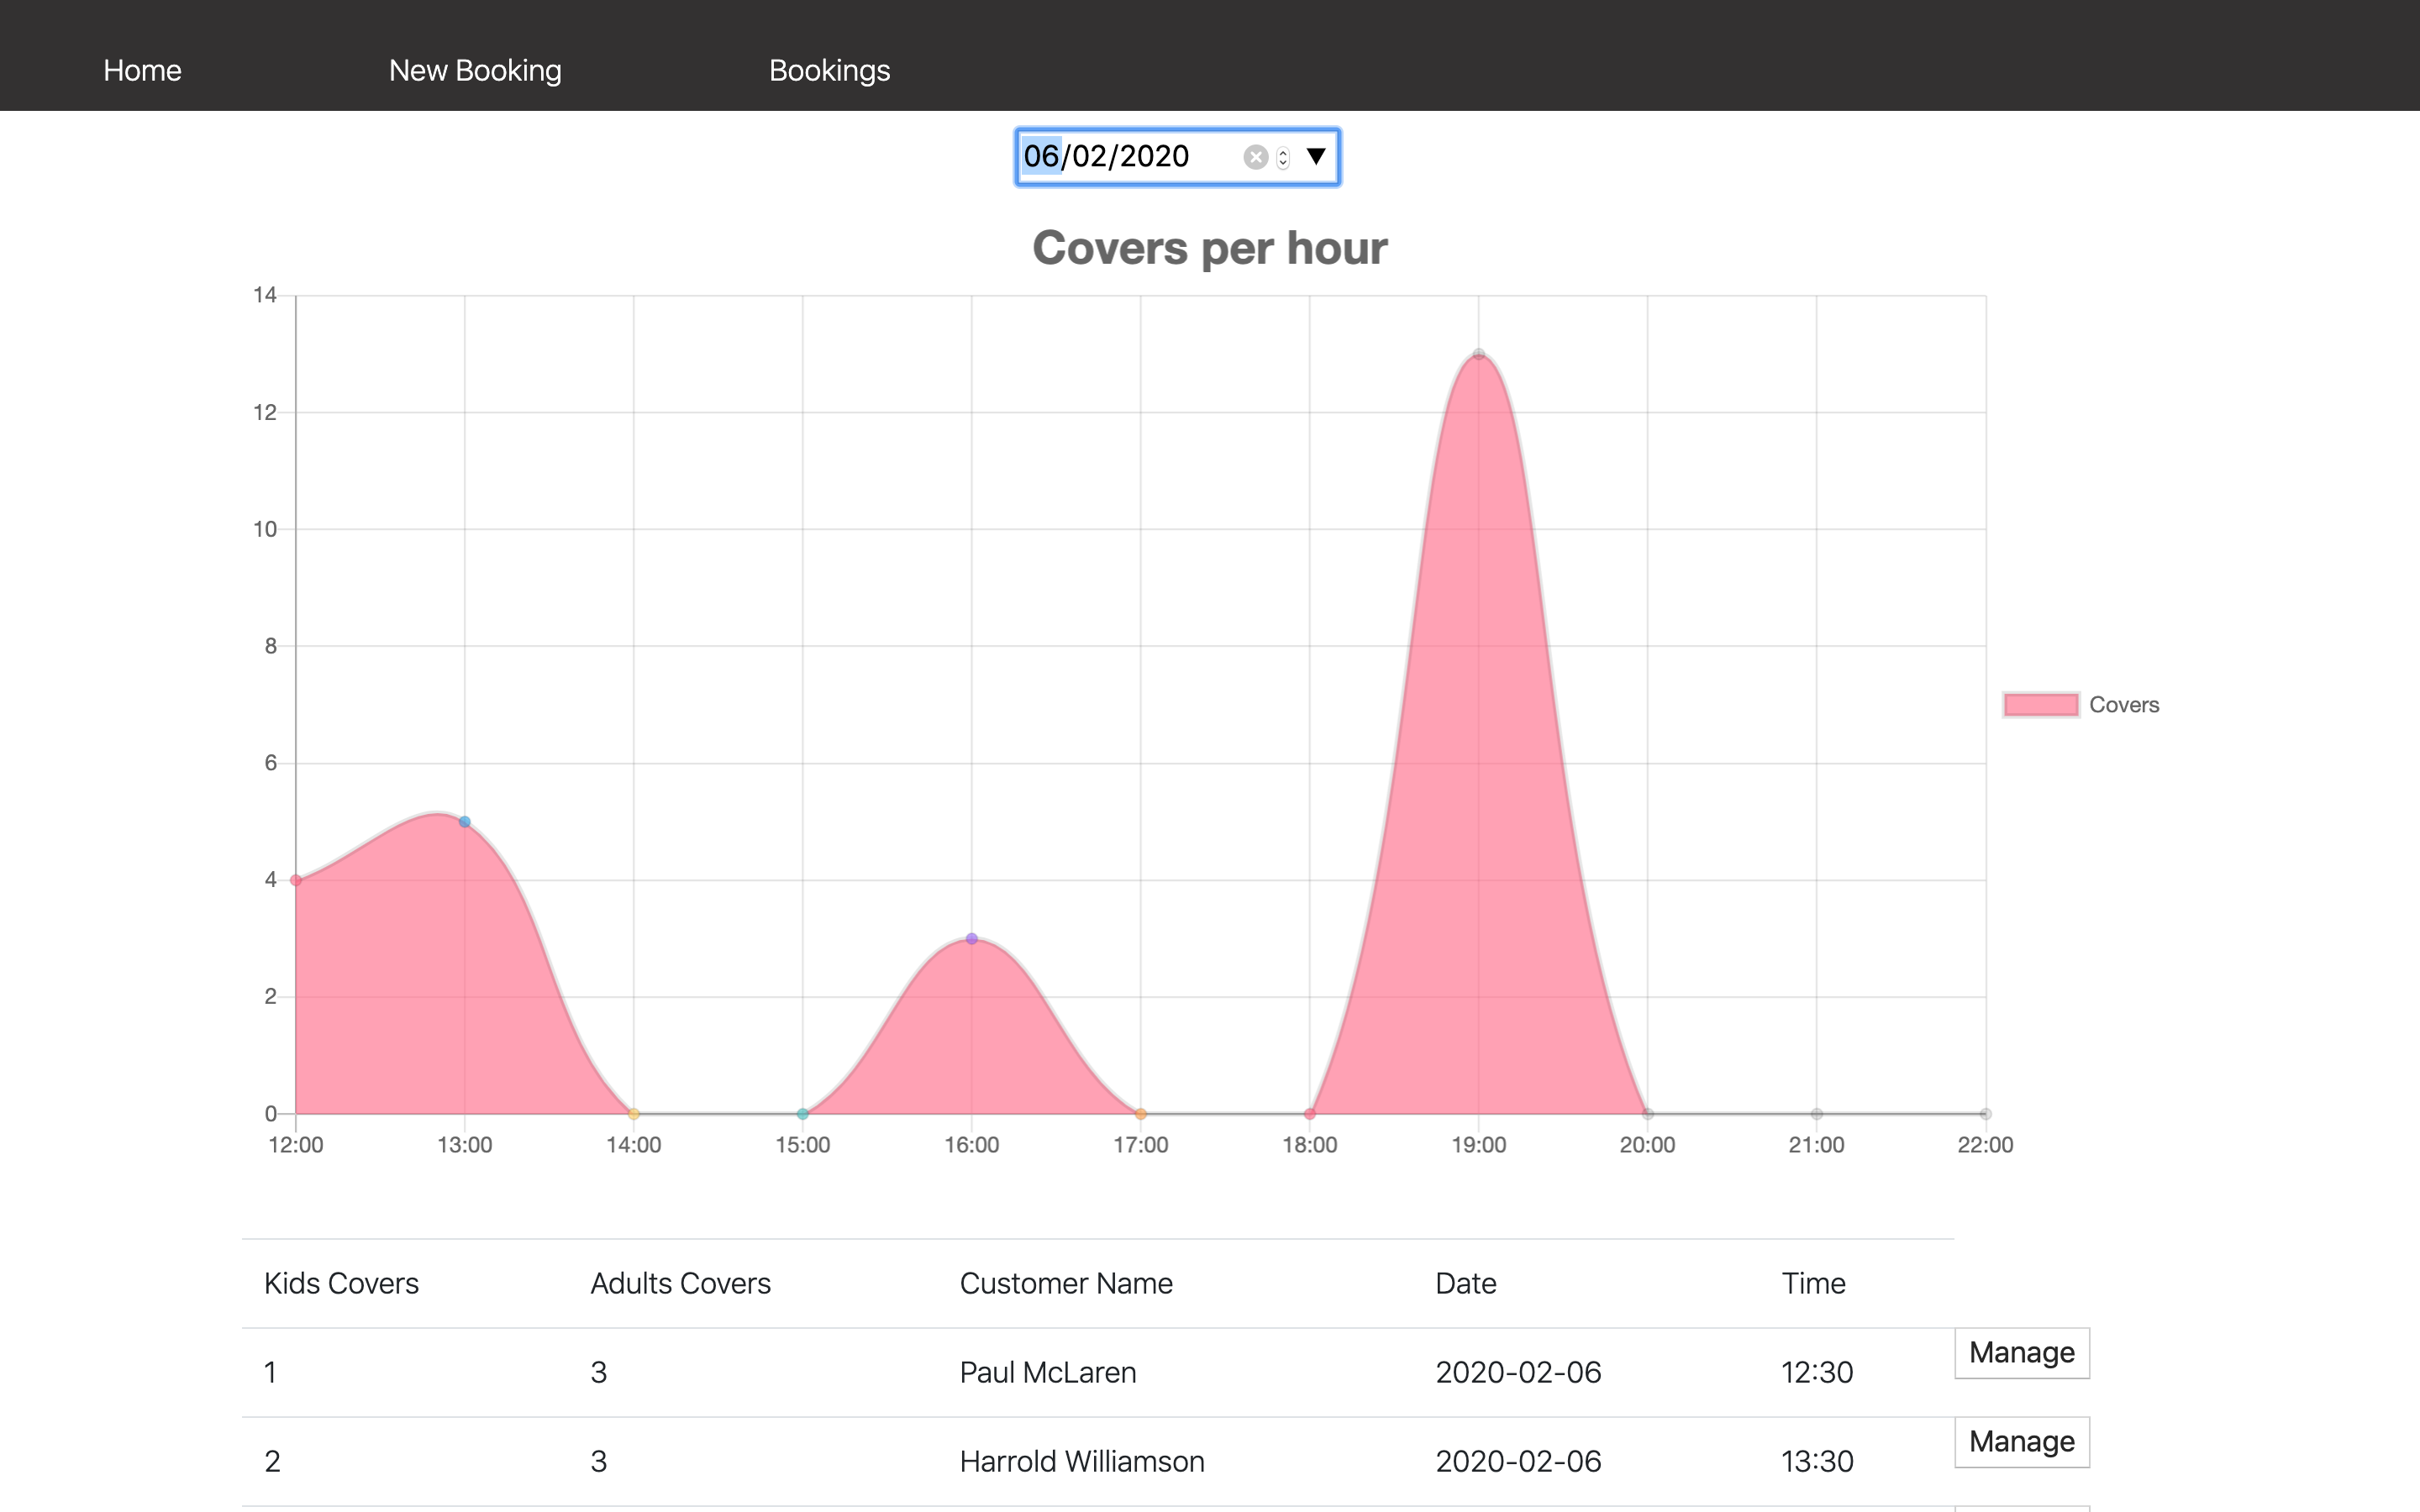 Home New Booking Bookings
06/02/2020
Covers per hour
14
12
10
8
6
4
2
0
Covers
12:00 13:00 14:00 15:00 16:00 17:00 18:00 19:00 20:00 21:00 22:00
Kids Covers Adults Covers Customer Name Date Time
1 3 Paul McLaren 2020-02-06 12:30 Manage
2 3 Harrold Williamson 2020-02-06 13:30 Manage